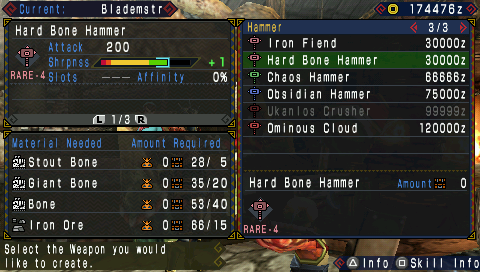 Current: Blademstr
174476z
Hard Bone Hammer
Attack 200
Shrpnss +1
RARE-4 Slots --- Affinity 0%
L 1/3 R
Material Needed Amount Required
Stout Bone 0 28/ 5
Giant Bone 0 35/20
Bone 0 53/40
Iron Ore 0 66/15
Select the Weapon you would
like to create.
Hammer 3/3
Iron Fiend 30000z
Hard Bone Hammer 30000z
Chaos Hammer 66666z
Obsidian Hammer 75000z
Ukanlos Crusher 99999z
Ominous Cloud 120000z
Hard Bone Hammer Amount 0
RARE-4
Info Skill Info